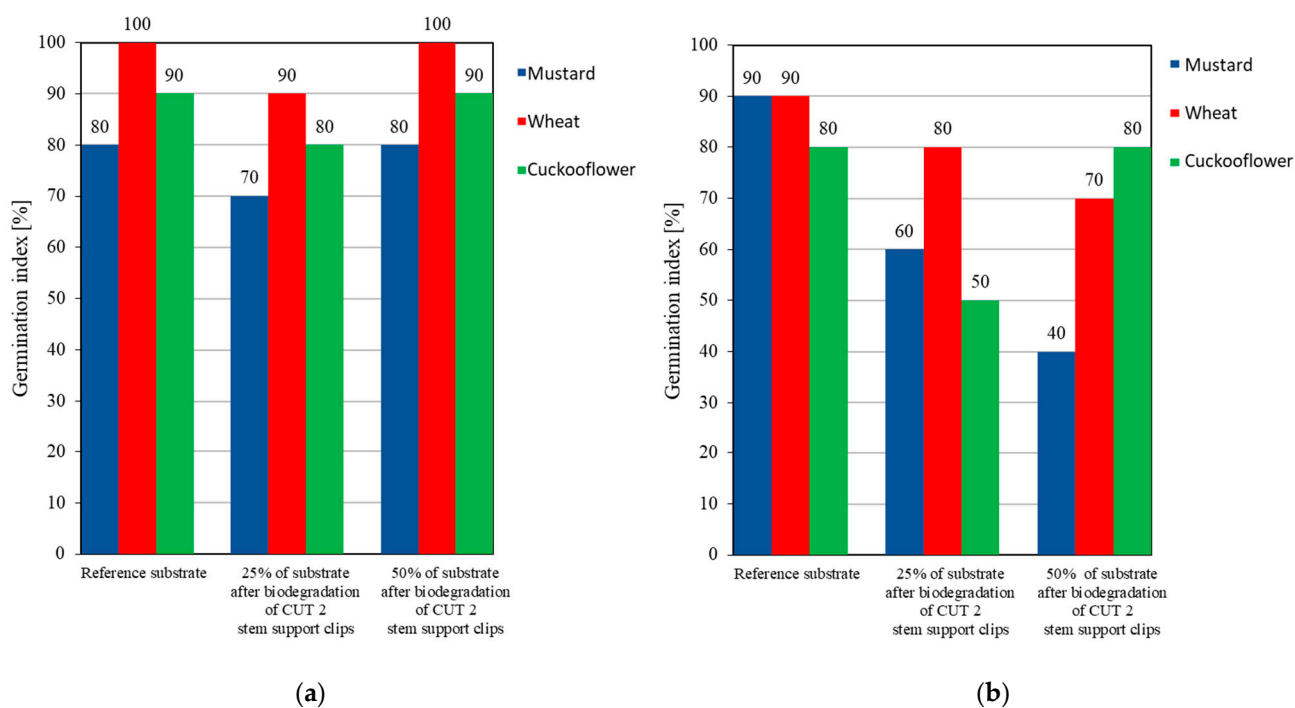 100
100
100
90
80
70
60
50
40
30
20
10
0
Germination index [%]
80
100
90
70
90
80
80
100
90
Mustard
Wheat
Cuckooflower
Reference substrate
25% of substrate
after biodegradation
of CUT 2
stem support clips
50% of substrate
after biodegradation
of CUT 2
stem support clips
(a)
100
90
80
70
60
50
40
30
20
10
0
Germination index [%]
90
90
80
60
80
50
40
70
80
Mustard
Wheat
Cuckooflower
Reference substrate
25% of substrate
after biodegradation
of CUT 2
stem support clips
50% of substrate
after biodegradation
of CUT 2
stem support clips
(b)